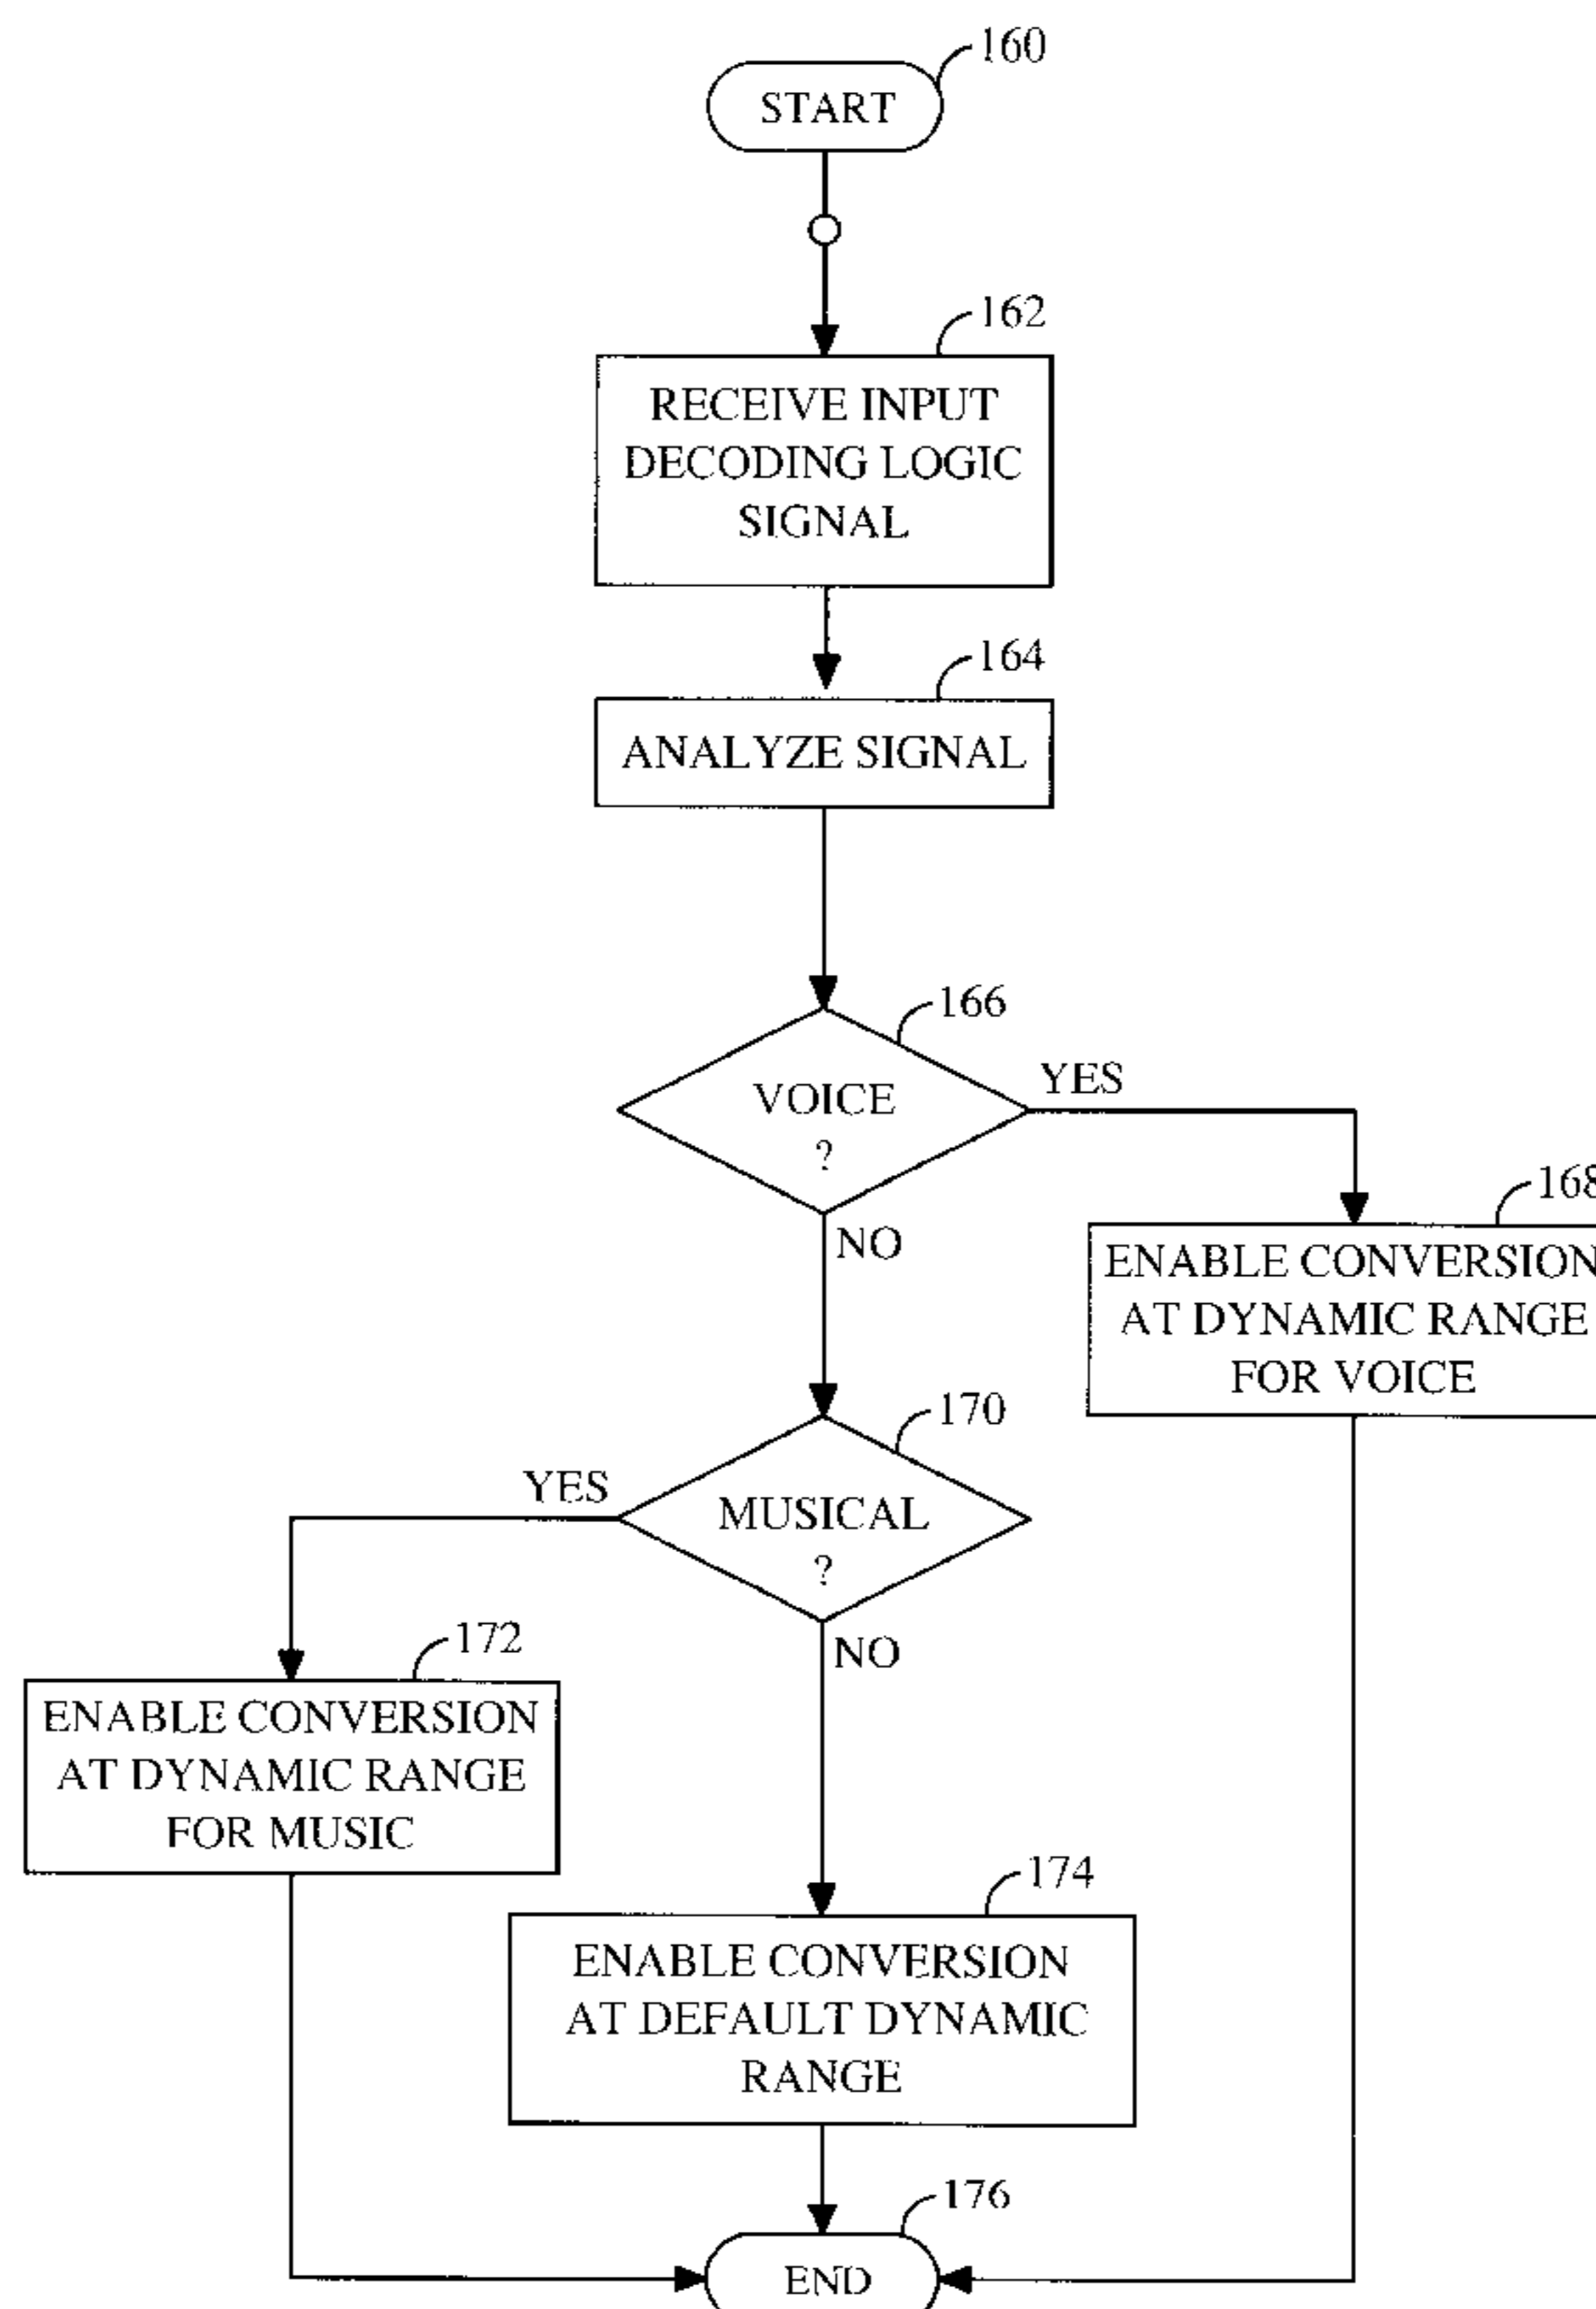 160
START
162
RECEIVE INPUT
DECODING LOGIC
SIGNAL
164
ANALYZE SIGNAL
166
VOICE
?
YES
NO
168
ENABLE CONVERSION
AT DYNAMIC RANGE
FOR VOICE
170
MUSICAL
?
YES
NO
172
ENABLE CONVERSION
AT DYNAMIC RANGE
FOR MUSIC
174
ENABLE CONVERSION
AT DEFAULT DYNAMIC
RANGE
176
END